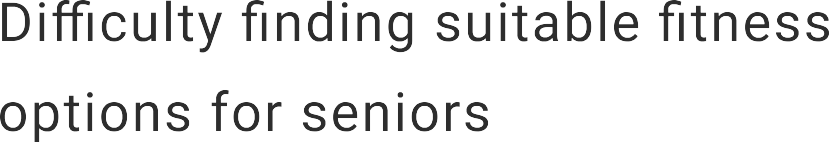 Difficulty finding suitable fitness
options for seniors